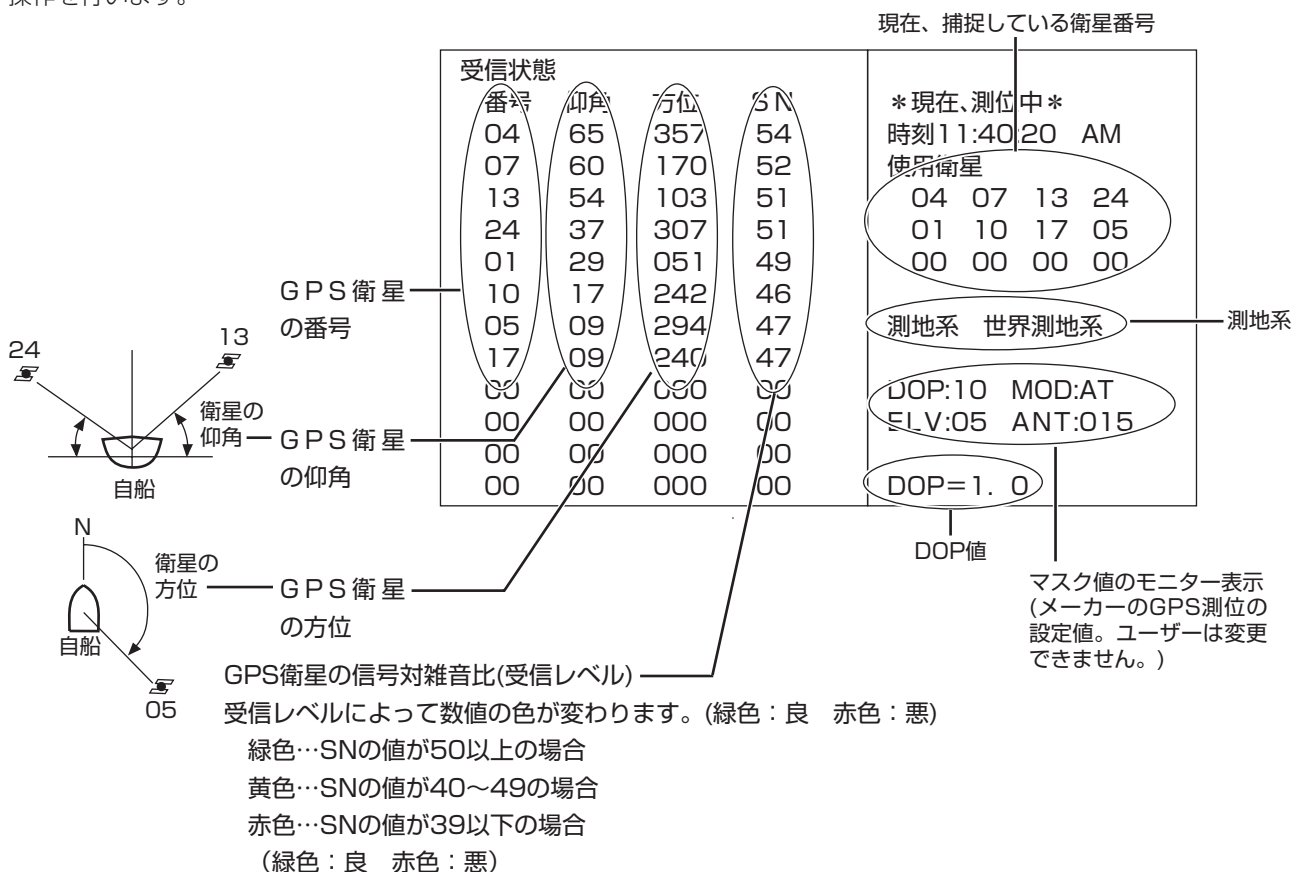 操作を行います。
現在、捕捉している衛星番号
受信状態
番号 仰角 方位 SN
04 65 357 54
07 60 170 52
13 54 103 51
24 37 307 51
01 29 051 49
10 17 242 46
05 09 294 47
17 09 240 47
00 00 000 00
00 00 000 00
00 00 000 00
00 00 000 00
＊現在、測位中＊
時刻11:40:20 AM
使用衛星
04 07 13 24
01 10 17 05
00 00 00 00
測地系 世界測地系
DOP:10 MOD:AT
ELV:05 ANT:015
DOP=1. 0
測地系
DOP値
マスク値のモニター表示
(メーカーのGPS測位の
設定値。ユーザーは変更
できません。)
GPS衛星
の番号
24
13
衛星の
仰角
自船
GPS衛星
の仰角
N
衛星の
方位
自船
05
GPS衛星
の方位
GPS衛星の信号対雑音比(受信レベル)
受信レベルによって数値の色が変わります。(緑色：良 赤色：悪)
緑色…SNの値が50以上の場合
黄色…SNの値が40～49の場合
赤色…SNの値が39以下の場合
（緑色：良 赤色：悪）